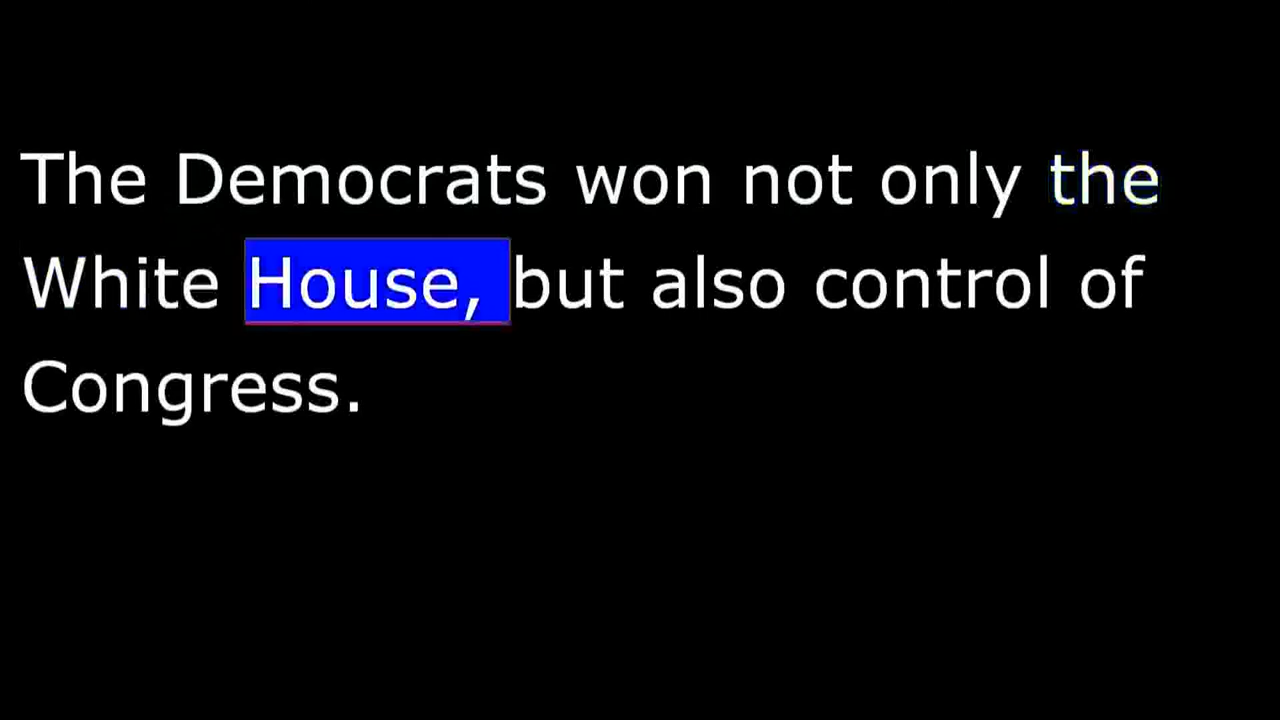 The Democrats won not only the
White House, but also control of
Congress.